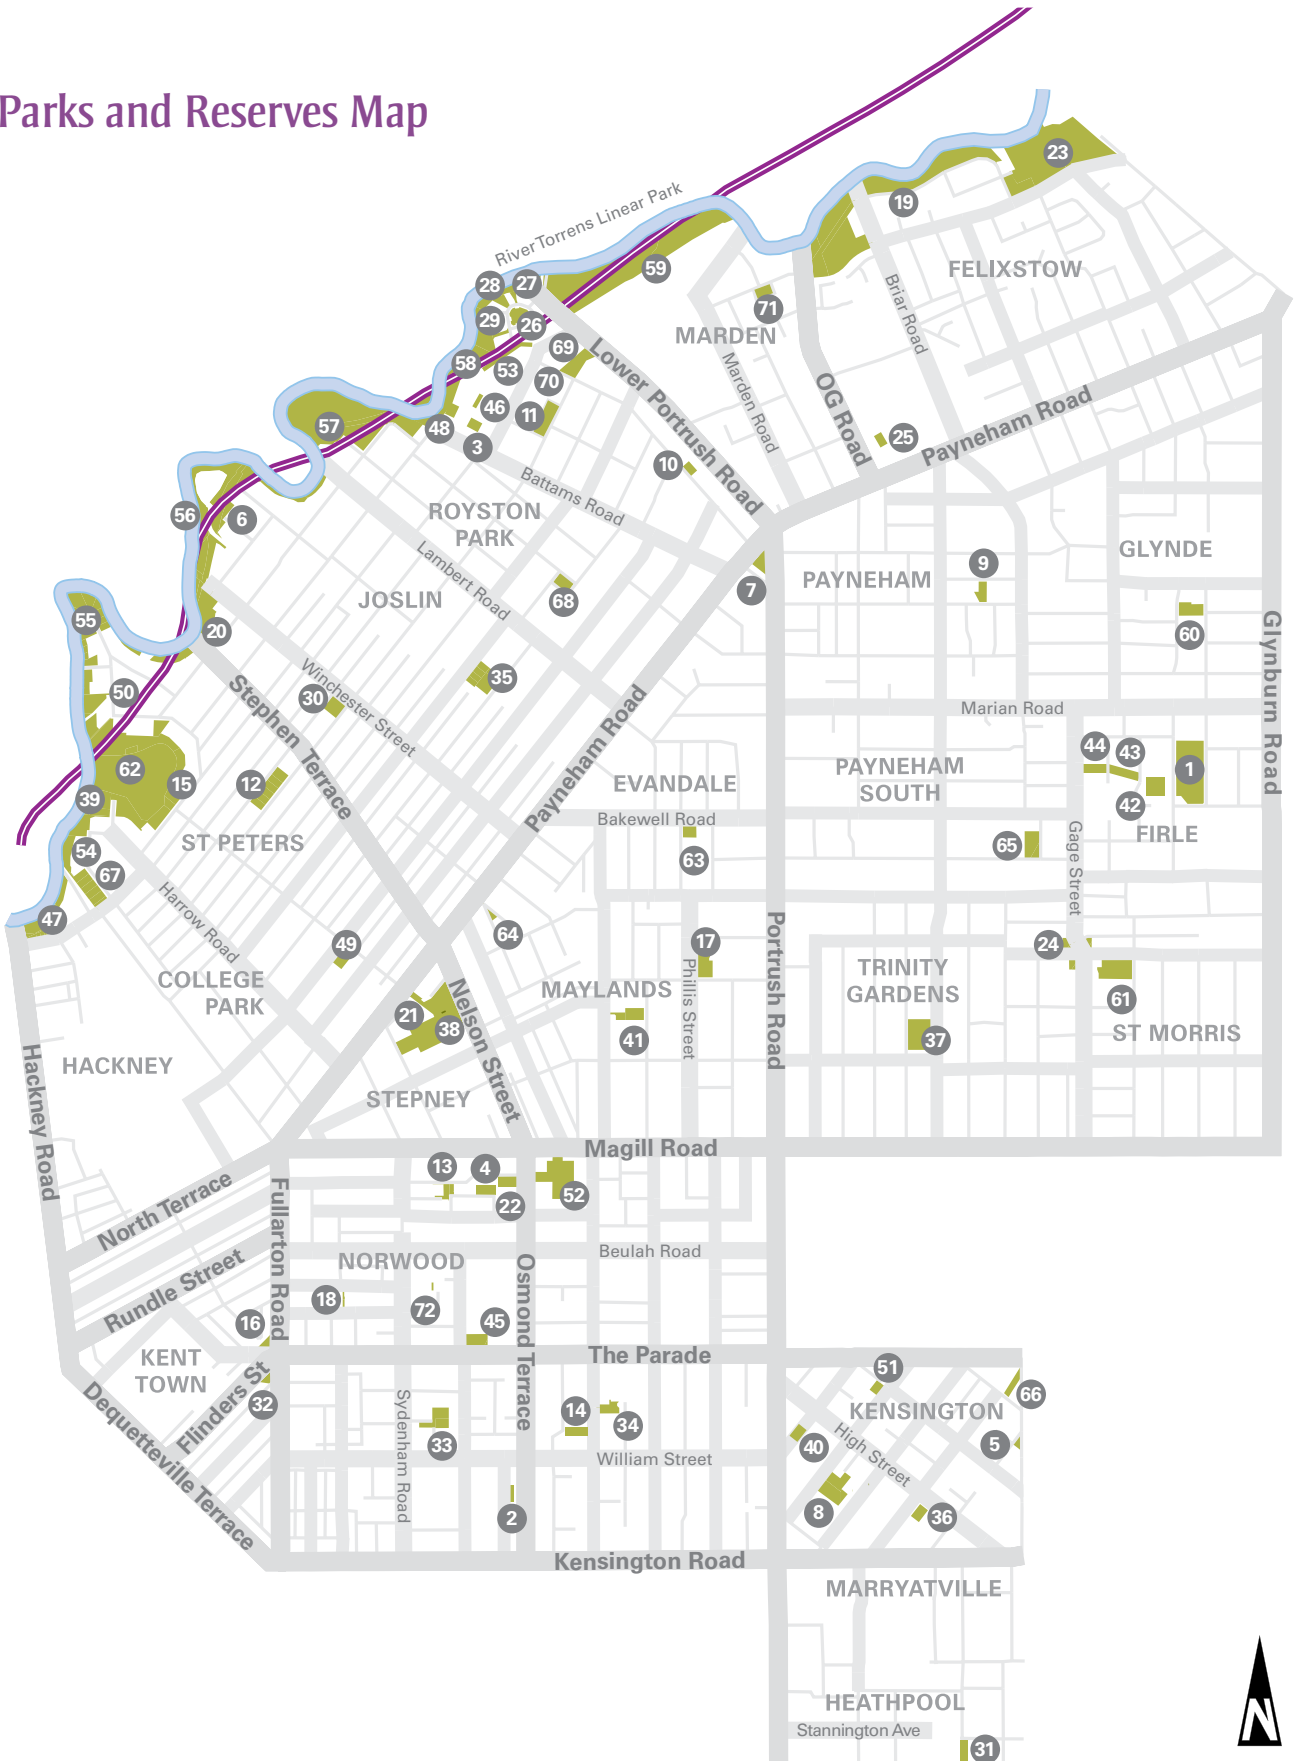 Parks and Reserves Map
23
19
River Torrens Linear Park
59
FELIXSTOW
28
27
29
26
71
Briar Road
MARDEN
69
Lower Portrush Road
58
53
70
Marden Road
OG Road
46
11
57
48
3
25
Payneham Road
10
Battams Road
56
6
ROYSTON
PARK
GLYNDE
Lambert Road
9
PAYNEHAM
7
68
JOSLIN
55
20
60
Glynburn Road
35
Winchester Street
50
30
Stephen Terrace
Marian Road
Payneham Road
44
43
62
15
12
EVANDALE
PAYNEHAM
SOUTH
1
39
42
Bakewell Road
FIRLE
54
ST PETERS
63
65
Gage Street
67
Harrow Road
47
49
64
17
24
Portrush Road
COLLEGE
PARK
MAYLANDS
Phillis Street
TRINITY
GARDENS
61
21
38
Nelson Street
41
37
ST MORRIS
HACKNEY
Hackney Road
STEPNEY
Magill Road
13
4
52
22
North Terrace
Fullarton Road
NORWOOD
Beulah Road
Rundle Street
18
72
Osmond Terrace
16
45
KENT
TOWN
The Parade
51
Flinders St
66
32
Dequetteville Terrace
Sydenham Road
14
34
KENSINGTON
33
High Street
40
5
William Street
8
36
2
Kensington Road
MARRYATVILLE
HEATHPOOL
Stannington Ave
31
N